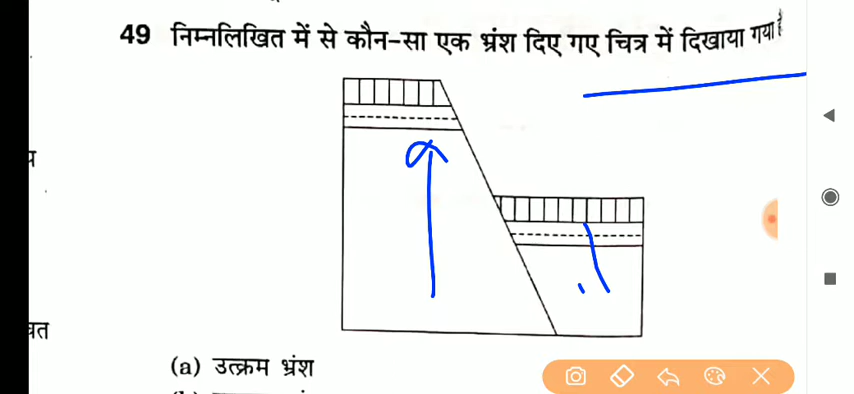 49 निम्नलिखित में से कौन-सा एक भ्रंश दिए गए चित्र में दिखाया गया है
(a) उत्क्रम भ्रंश